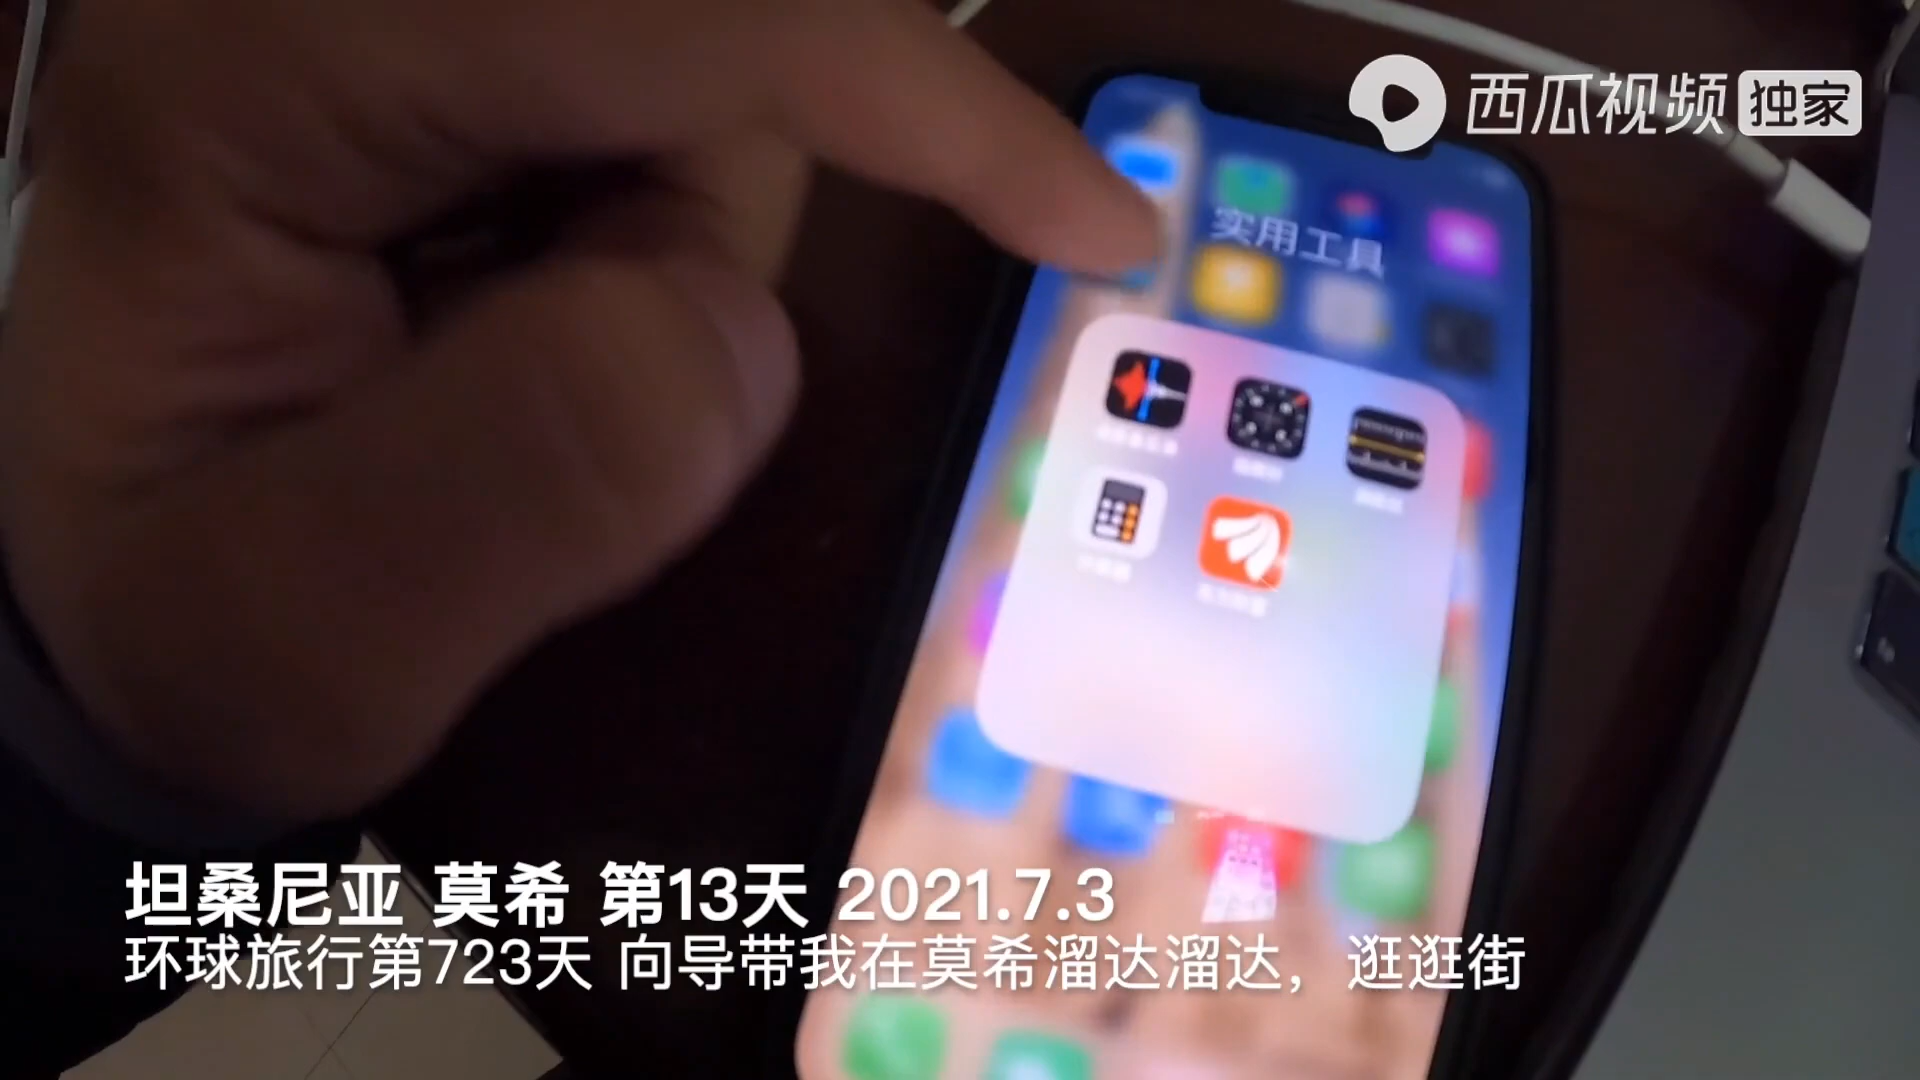 西瓜视频 独家
实用工具
坦桑尼亚 莫希 第13天 2021.7.3
环球旅行第723天 向导带我在莫希溜达溜达，逛逛街